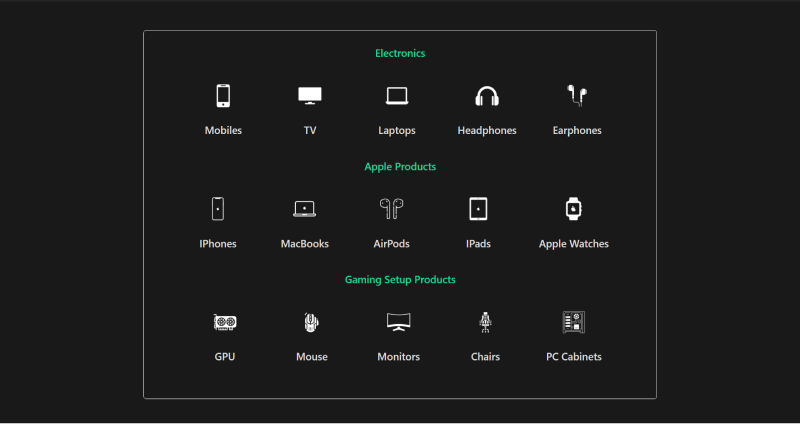 Electronics
Mobiles TV Laptops Headphones Earphones
Apple Products
IPhones MacBooks AirPods IPads Apple Watches
Gaming Setup Products
GPU Mouse Monitors Chairs PC Cabinets